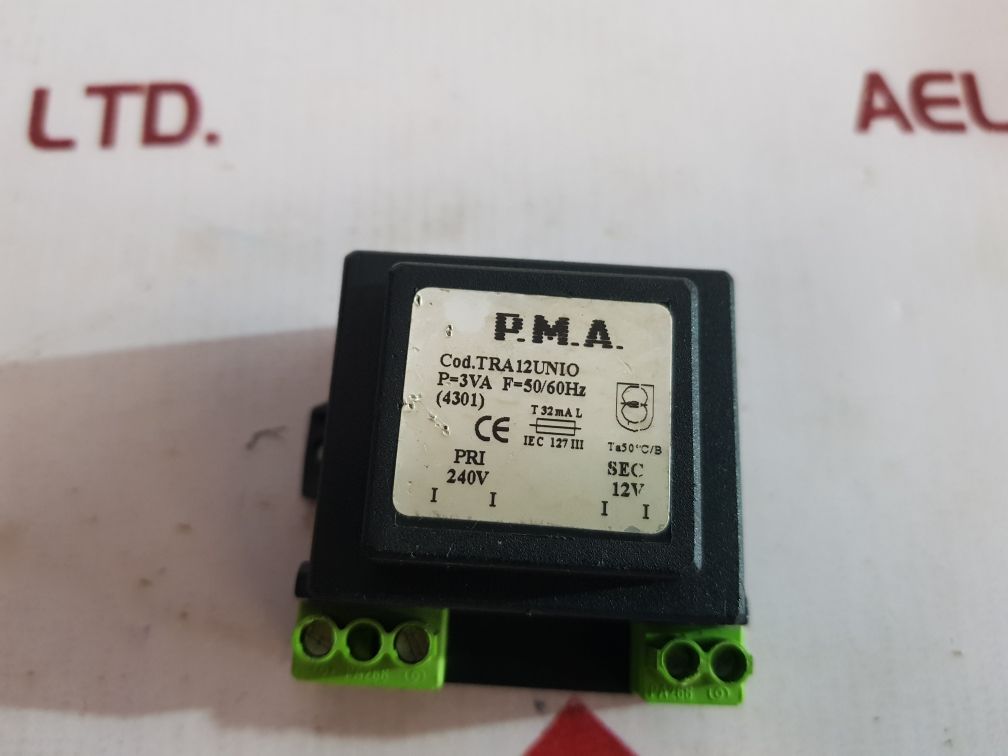 LTD.
AEL
P.M.A.
Cod.TRA12UNIO
P=3VA F=50/60Hz
(4301)
CE
T 32mA L
IEC 127 III
Ta50°C/B
PRI
240V
SEC
12V
I I
I I